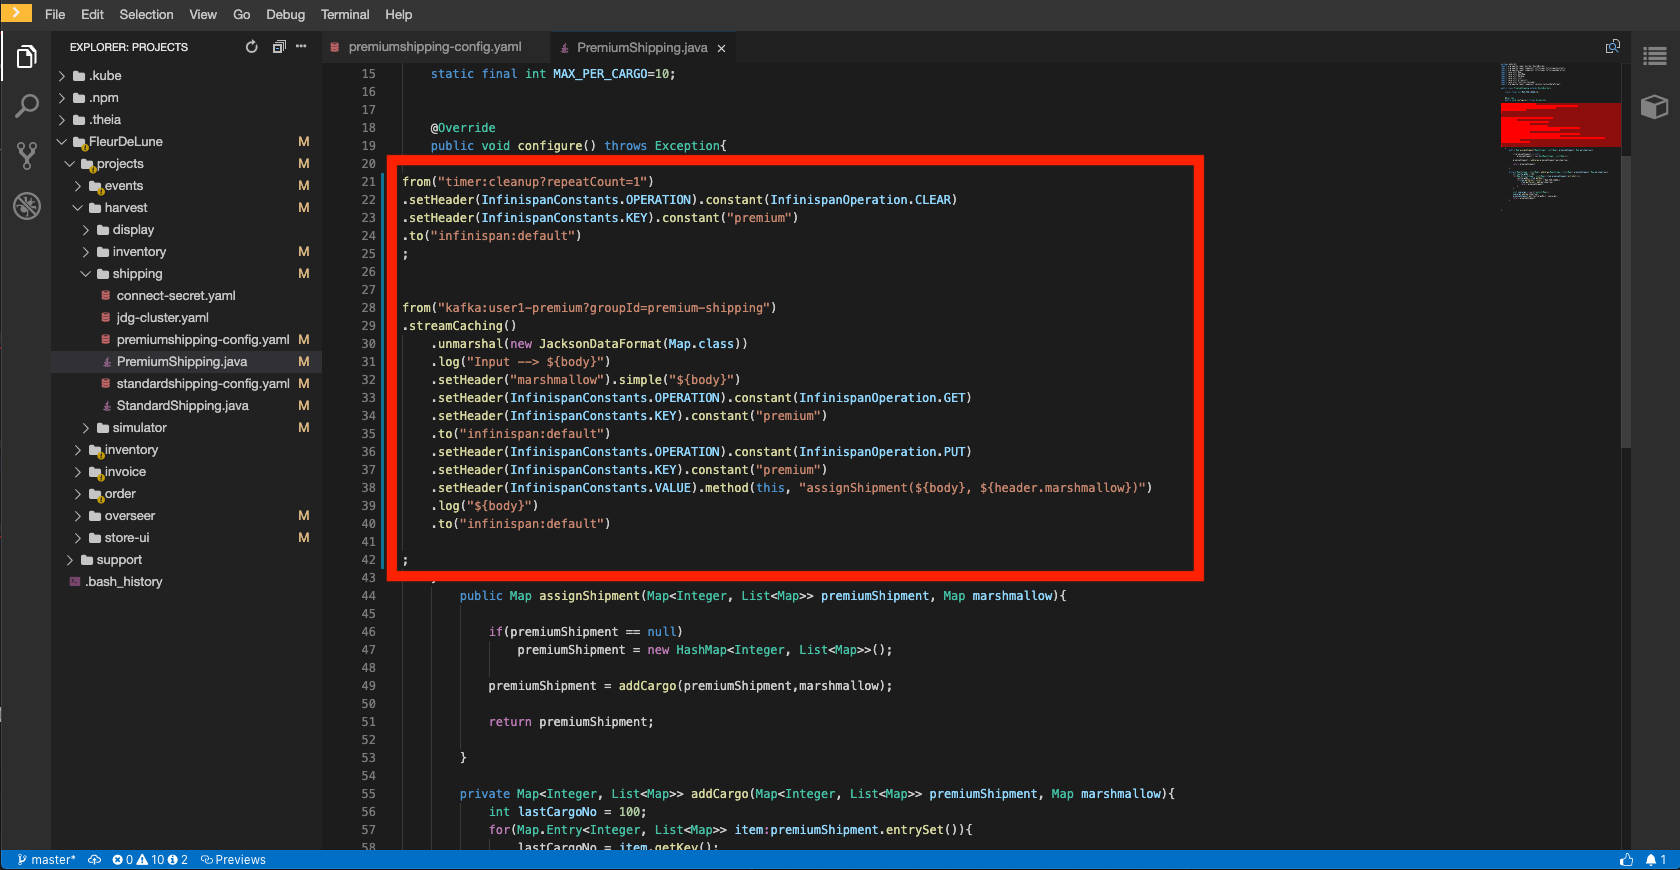 File Edit Selection View Go Debug Terminal Help
EXPLORER: PROJECTS
premiumshipping-config.yaml
PremiumShipping.java
.kube
.npm
.theia
FleurDeLune M
projects M
events M
harvest M
display
inventory M
shipping M
connect-secret.yaml
jdg-cluster.yaml
premiumshipping-config.yaml M
PremiumShipping.java M
standardshipping-config.yaml M
StandardShipping.java M
simulator M
inventory
invoice
order
overseer M
store-ui M
support
.bash_history
15 static final int MAX_PER_CARGO=10;
16
17
18 @Override
19 public void configure() throws Exception{
20
21 from("timer:cleanup?repeatCount=1")
22 .setHeader(InfinispanConstants.OPERATION).constant(InfinispanOperation.CLEAR)
23 .setHeader(InfinispanConstants.KEY).constant("premium")
24 .to("infinispan:default")
25 ;
26
27
28 from("kafka:user1-premium?groupId=premium-shipping")
29 .streamCaching()
30 .unmarshal(new JacksonDataFormat(Map.class))
31 .log("Input --> ${body}")
32 .setHeader("marshmallow").simple("${body}")
33 .setHeader(InfinispanConstants.OPERATION).constant(InfinispanOperation.GET)
34 .setHeader(InfinispanConstants.KEY).constant("premium")
35 .to("infinispan:default")
36 .setHeader(InfinispanConstants.OPERATION).constant(InfinispanOperation.PUT)
37 .setHeader(InfinispanConstants.KEY).constant("premium")
38 .setHeader(InfinispanConstants.VALUE).method(this, "assignShipment(${body}, ${header.marshmallow})")
39 .log("${body}")
40 .to("infinispan:default")
41
42 ;
43
44 public Map assignShipment(Map<Integer, List<Map>> premiumShipment, Map marshmallow){
45
46 if(premiumShipment == null)
47 premiumShipment = new HashMap<Integer, List<Map>>();
48
49 premiumShipment = addCargo(premiumShipment,marshmallow);
50
51 return premiumShipment;
52
53 }
54
55 private Map<Integer, List<Map>> addCargo(Map<Integer, List<Map>> premiumShipment, Map marshmallow){
56 int lastCargoNo = 100;
57 for(Map.Entry<Integer, List<Map>> item:premiumShipment.entrySet()){
58 lastCargoNo = item.getKey();
master* 0 10 2 Previews 1